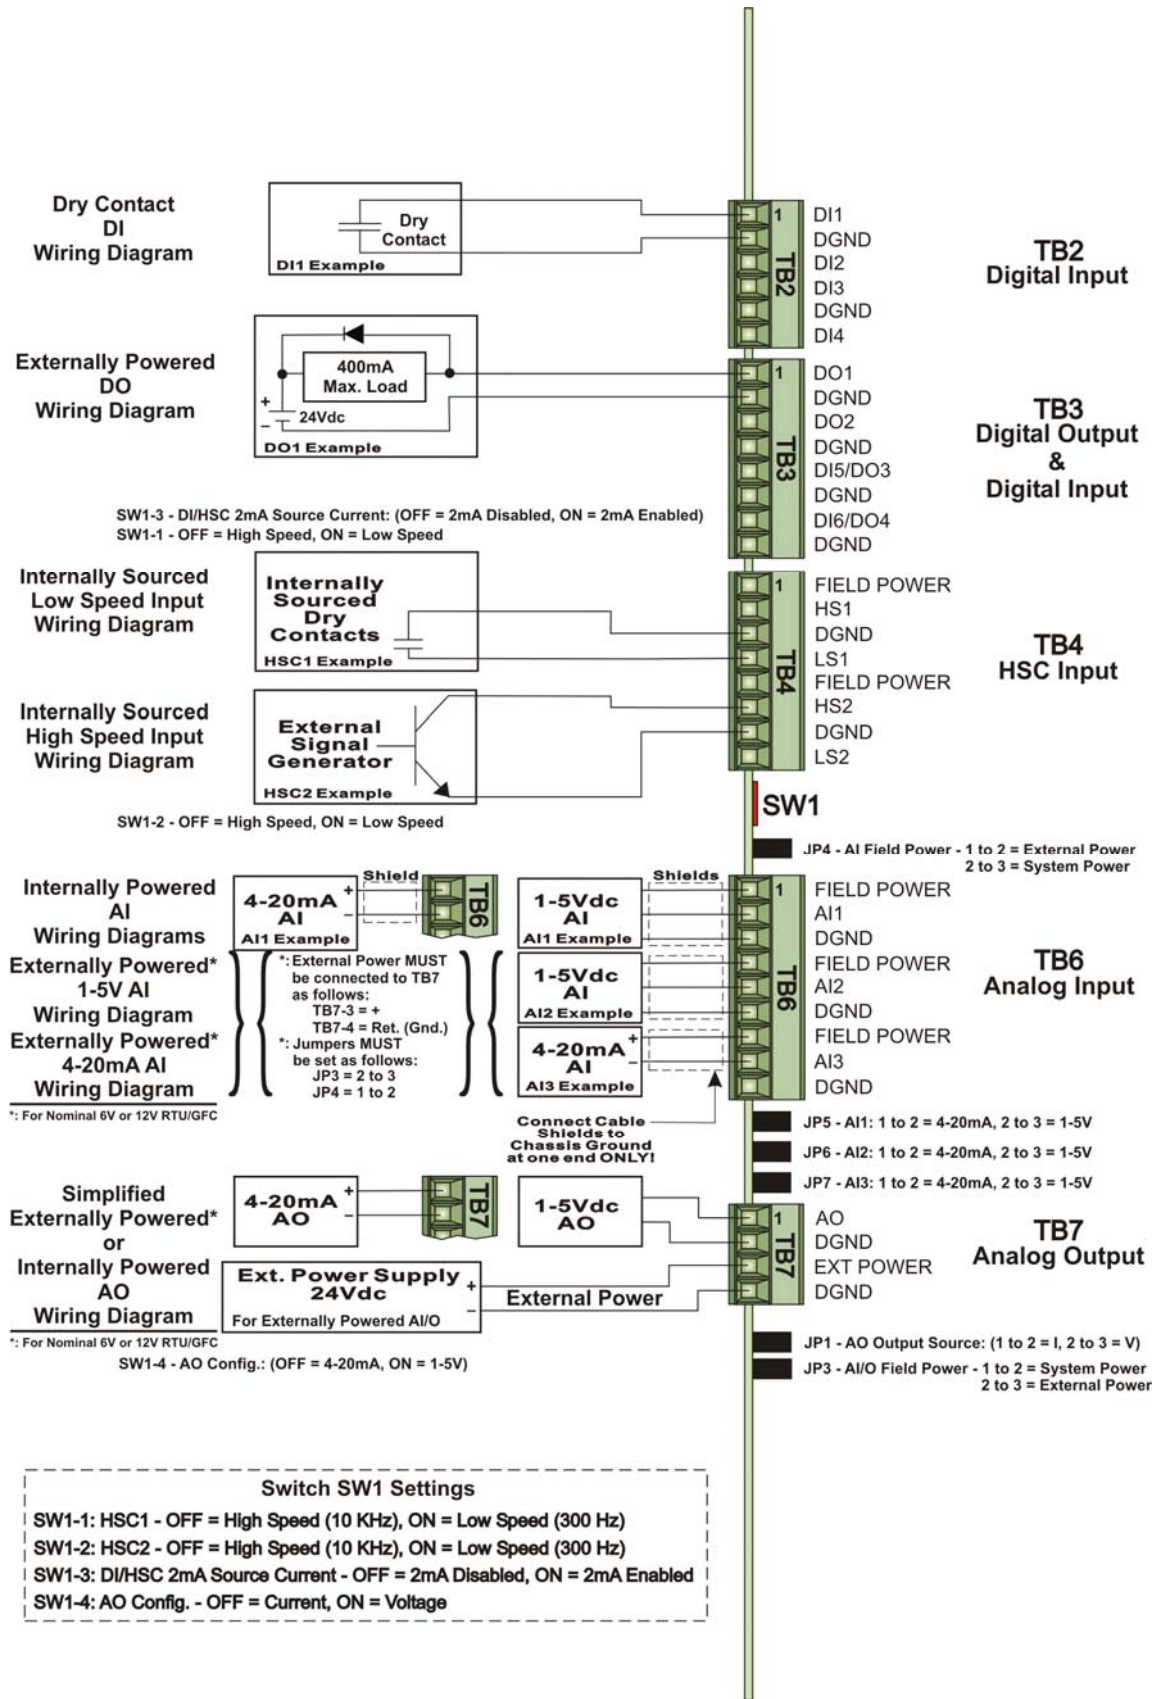 Dry Contact
DI
Wiring Diagram
Dry
Contact
DI1 Example
1
TB2
DI1
DGND
DI2
DI3
DGND
DI4
TB2
Digital Input
Externally Powered
DO
Wiring Diagram
400mA
Max. Load
+
–
24Vdc
DO1 Example
1
TB3
DO1
DGND
DO2
DGND
DI5/DO3
DGND
DI6/DO4
DGND
TB3
Digital Output
&
Digital Input
SW1-3 - DI/HSC 2mA Source Current: (OFF = 2mA Disabled, ON = 2mA Enabled)
SW1-1 - OFF = High Speed, ON = Low Speed
Internally Sourced
Low Speed Input
Wiring Diagram
Internally
Sourced
Dry
Contacts
HSC1 Example
Internally Sourced
High Speed Input
Wiring Diagram
External
Signal
Generator
HSC2 Example
1
TB4
FIELD POWER
HS1
DGND
LS1
FIELD POWER
HS2
DGND
LS2
TB4
HSC Input
SW1-2 - OFF = High Speed, ON = Low Speed
SW1
JP4 - AI Field Power - 1 to 2 = External Power
2 to 3 = System Power
Internally Powered
AI
Wiring Diagrams
4-20mA
AI
+
–
AI1 Example
Shield
TB6
1-5Vdc
AI
AI1 Example
Shields
Externally Powered*
1-5V AI
Wiring Diagram
Externally Powered*
4-20mA AI
Wiring Diagram
*: For Nominal 6V or 12V RTU/GFC
*: External Power MUST
be connected to TB7
as follows:
TB7-3 = +
TB7-4 = Ret. (Gnd.)
*: Jumpers MUST
be set as follows:
JP3 = 2 to 3
JP4 = 1 to 2
1-5Vdc
AI
AI2 Example
4-20mA
AI
+
–
AI3 Example
Connect Cable
Shields to
Chassis Ground
at one end ONLY!
1
TB6
FIELD POWER
AI1
DGND
FIELD POWER
AI2
DGND
FIELD POWER
AI3
DGND
TB6
Analog Input
JP5 - AI1: 1 to 2 = 4-20mA, 2 to 3 = 1-5V
JP6 - AI2: 1 to 2 = 4-20mA, 2 to 3 = 1-5V
JP7 - AI3: 1 to 2 = 4-20mA, 2 to 3 = 1-5V
Simplified
Externally Powered*
or
Internally Powered
AO
Wiring Diagram
*: For Nominal 6V or 12V RTU/GFC
4-20mA
AO
+
–
TB7
1-5Vdc
AO
Ext. Power Supply
24Vdc
+
–
For Externally Powered AI/O
External Power
1
TB7
AO
DGND
EXT POWER
DGND
TB7
Analog Output
SW1-4 - AO Config.: (OFF = 4-20mA, ON = 1-5V)
JP1 - AO Output Source: (1 to 2 = I, 2 to 3 = V)
JP3 - AI/O Field Power - 1 to 2 = System Power
2 to 3 = External Power
Switch SW1 Settings
SW1-1: HSC1 - OFF = High Speed (10 KHz), ON = Low Speed (300 Hz)
SW1-2: HSC2 - OFF = High Speed (10 KHz), ON = Low Speed (300 Hz)
SW1-3: DI/HSC 2mA Source Current - OFF = 2mA Disabled, ON = 2mA Enabled
SW1-4: AO Config. - OFF = Current, ON = Voltage